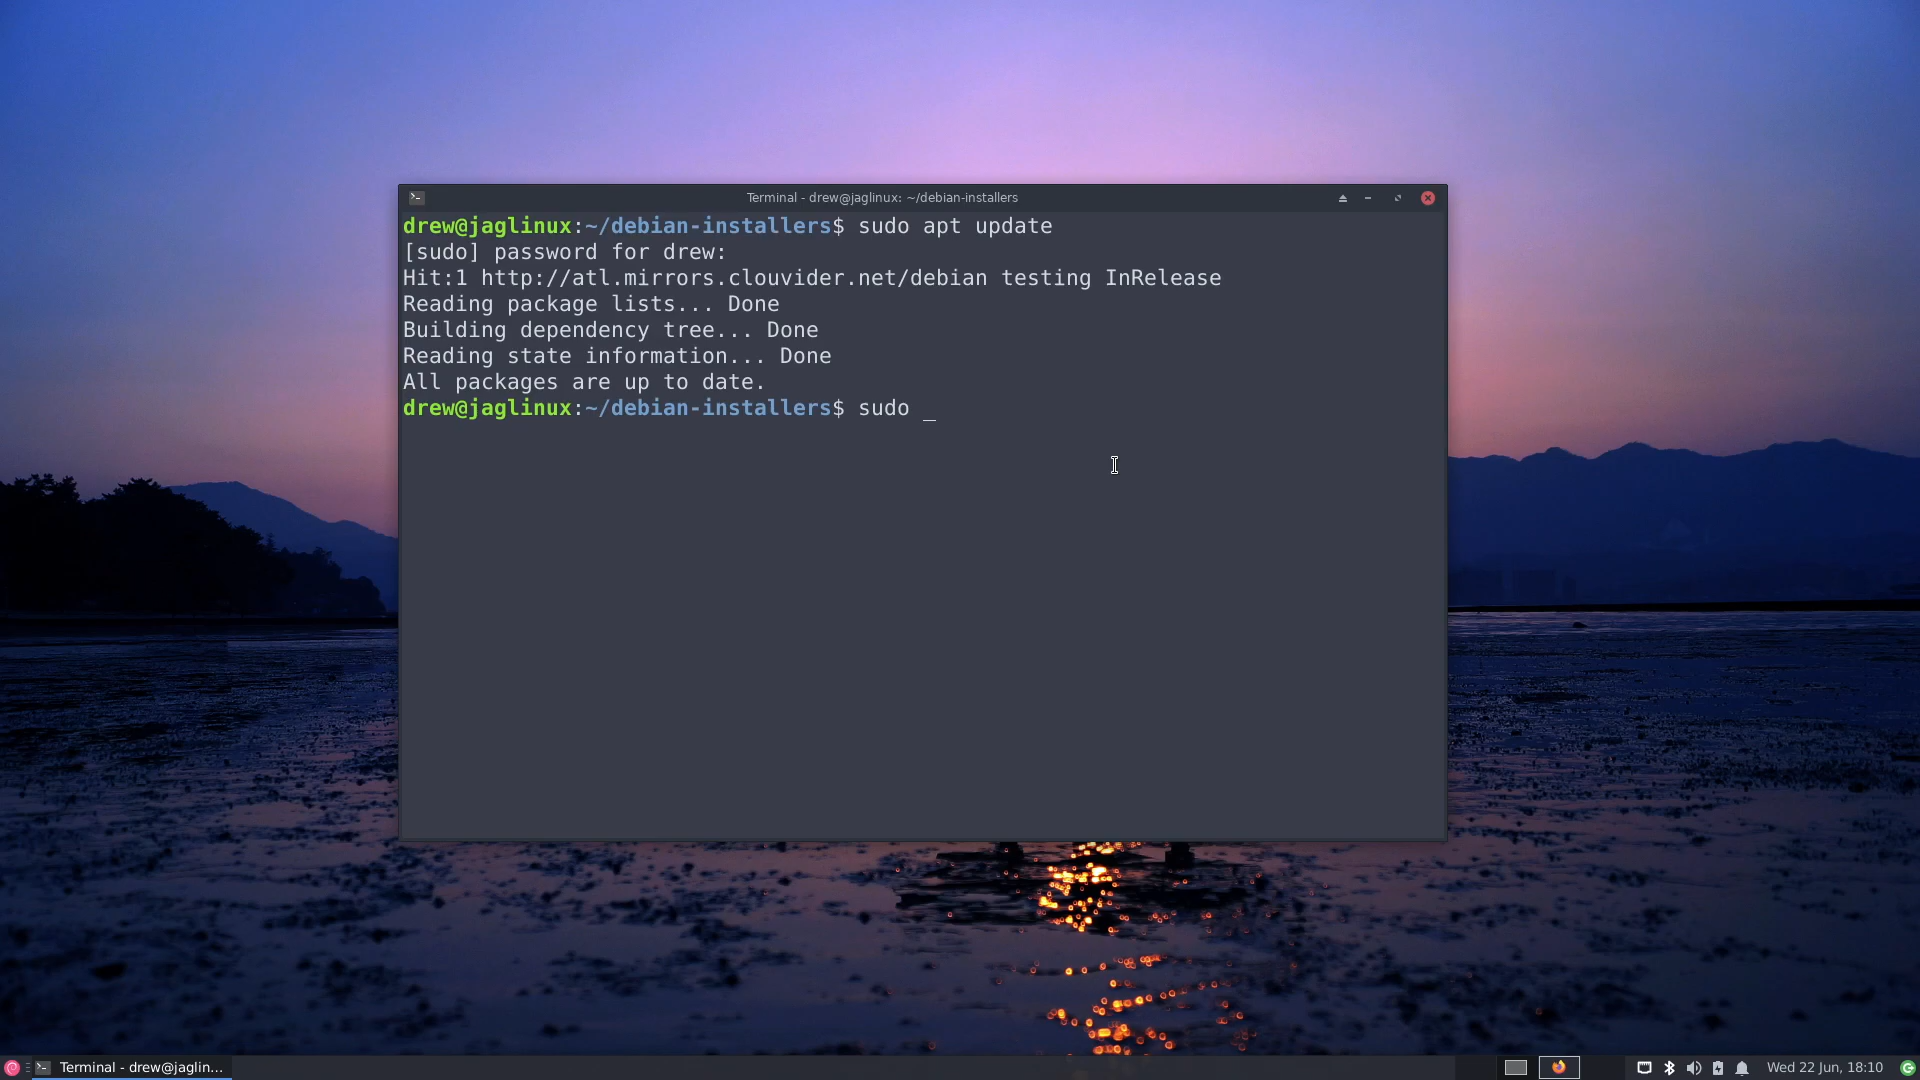 Terminal - drew@jaglinux: ~/debian-installers
drew@jaglinux:~/debian-installers$ sudo apt update
[sudo] password for drew:
Hit:1 http://atl.mirrors.clouvider.net/debian testing InRelease
Reading package lists... Done
Building dependency tree... Done
Reading state information... Done
All packages are up to date.
drew@jaglinux:~/debian-installers$ sudo _
Terminal - drew@jaglin...
Wed 22 Jun, 18:10